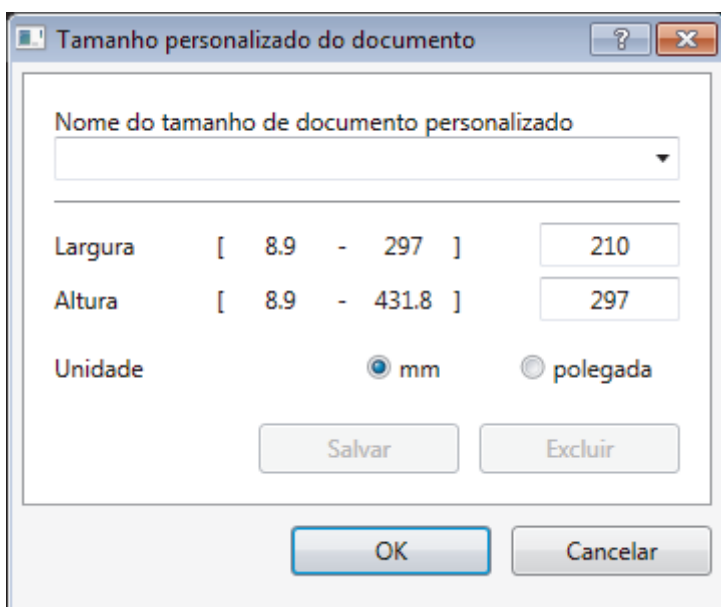 Tamanho personalizado do documento ?
Nome do tamanho de documento personalizado
Largura [ 8.9 - 297 ] 210
Altura [ 8.9 - 431.8 ] 297
Unidade mm polegada
Salvar Excluir
OK Cancelar